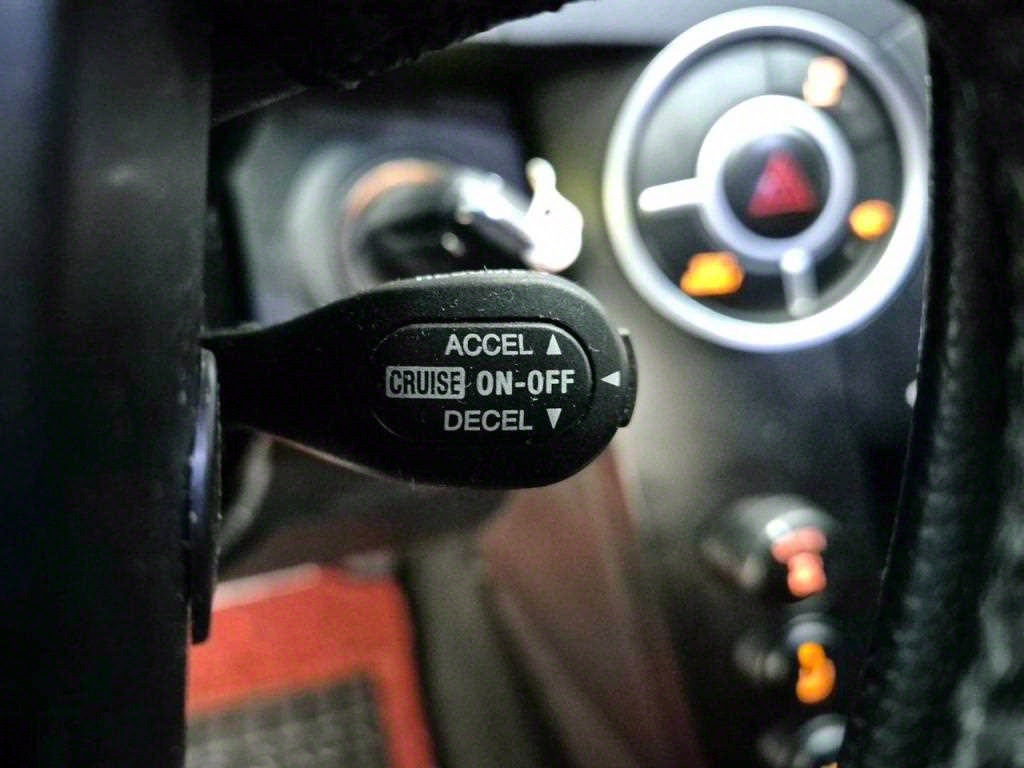 ACCEL ▲
CRUISE ON-OFF ◄
DECEL ▼